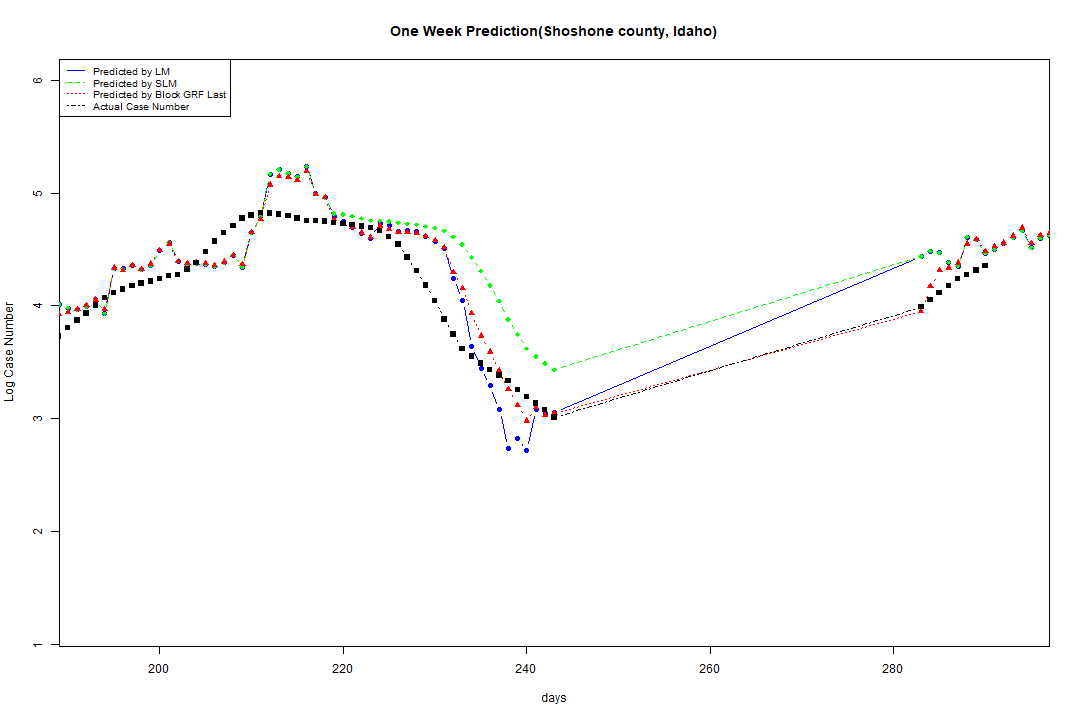 One Week Prediction(Shoshone county, Idaho)
Predicted by LM
Predicted by SLM
Predicted by Block GRF Last
Actual Case Number
Log Case Number
6
5
4
3
2
1
200 220 240 260 280
days